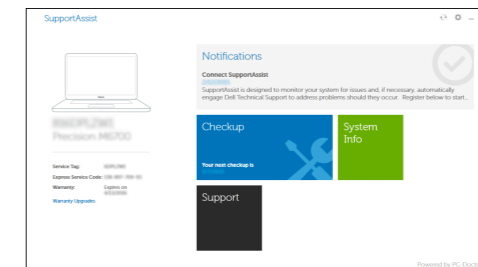 SupportAssist
Notifications
Connect SupportAssist
SupportAssist is designed to monitor your system for issues and, if necessary, automatically
engage Dell Technical Support to address problems should they occur. Register below to start...
Precision M6700
Checkup
Your next checkup is
System
Info
Service Tag:
Express Service Code:
Warranty: Expires on
Warranty Upgrades
Support
Powered by PC-Doctor